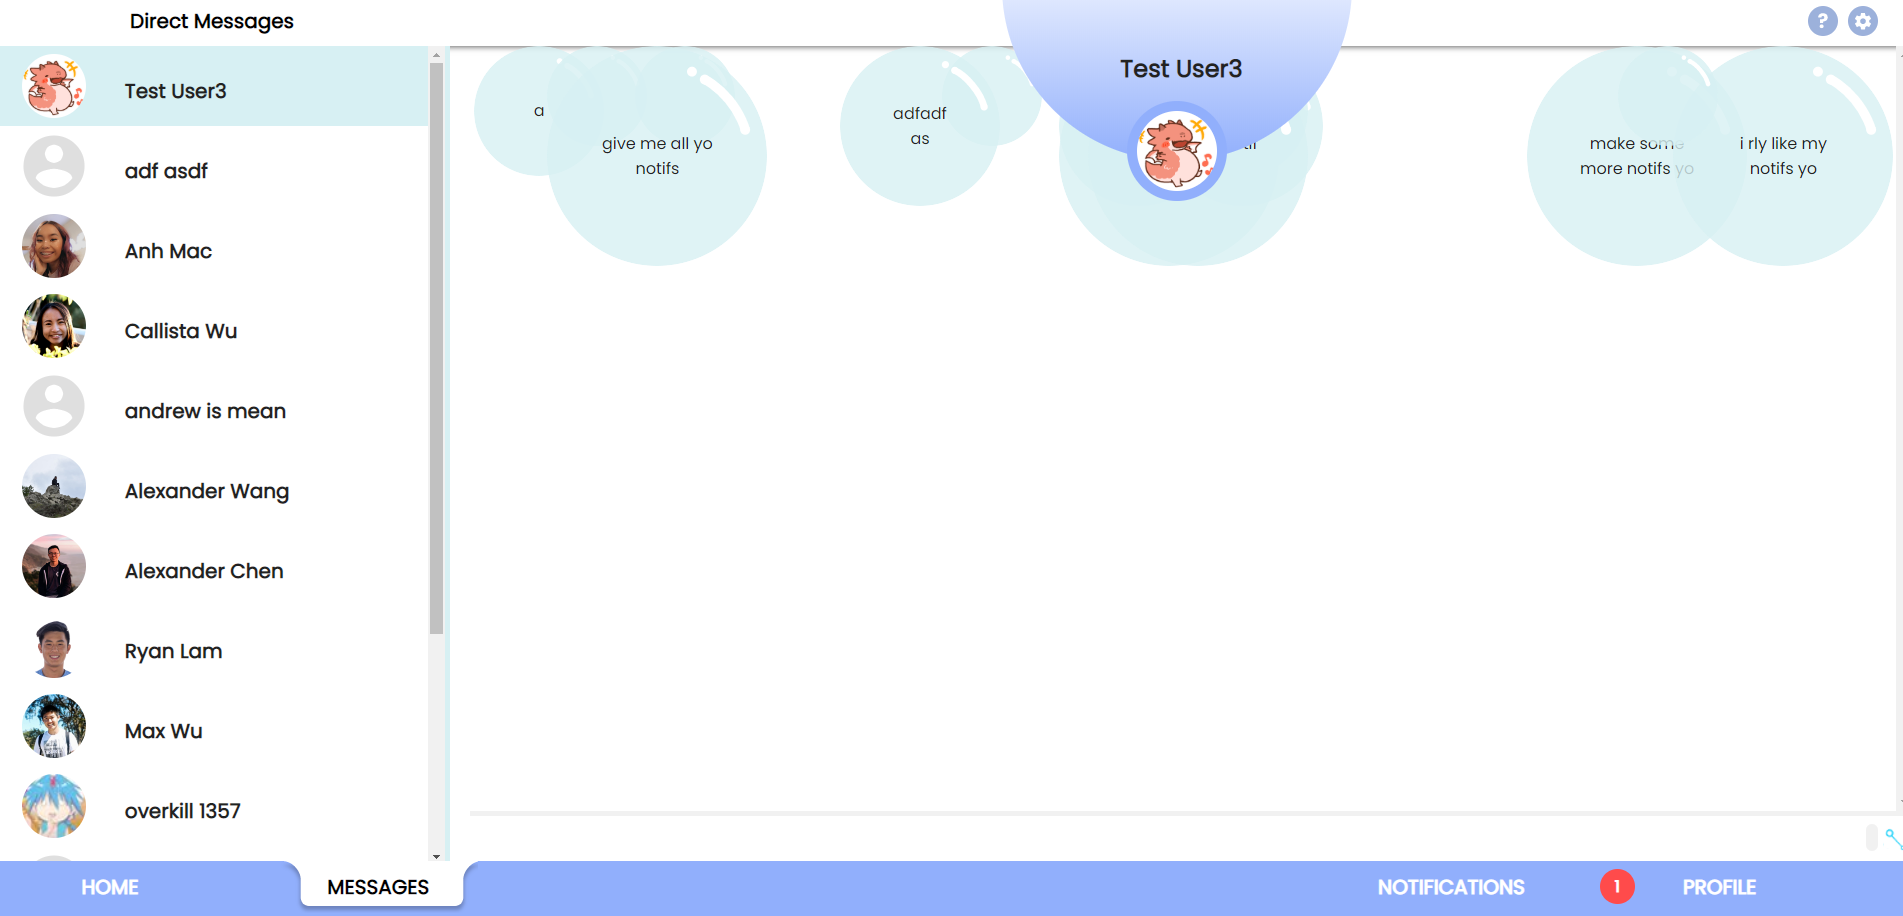 Direct Messages
?
Test User3
adf asdf
Anh Mac
Callista Wu
andrew is mean
Alexander Wang
Alexander Chen
Ryan Lam
Max Wu
overkill 1357
Test User3
a
give me all yo
notifs
adfadf
as
make some
more notifs yo
i rly like my
notifs yo
HOME
MESSAGES
NOTIFICATIONS
1
PROFILE